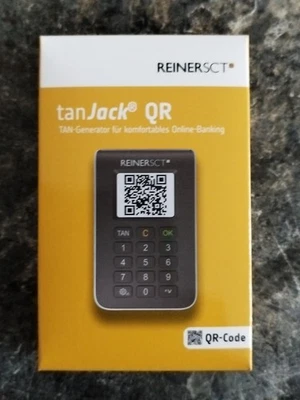 REINERSCT
tanJack® QR
TAN-Generator für komfortables Online-Banking
REINERSCT
TAN C OK
1 2 3
4 5 6
7 8 9
0
QR-Code